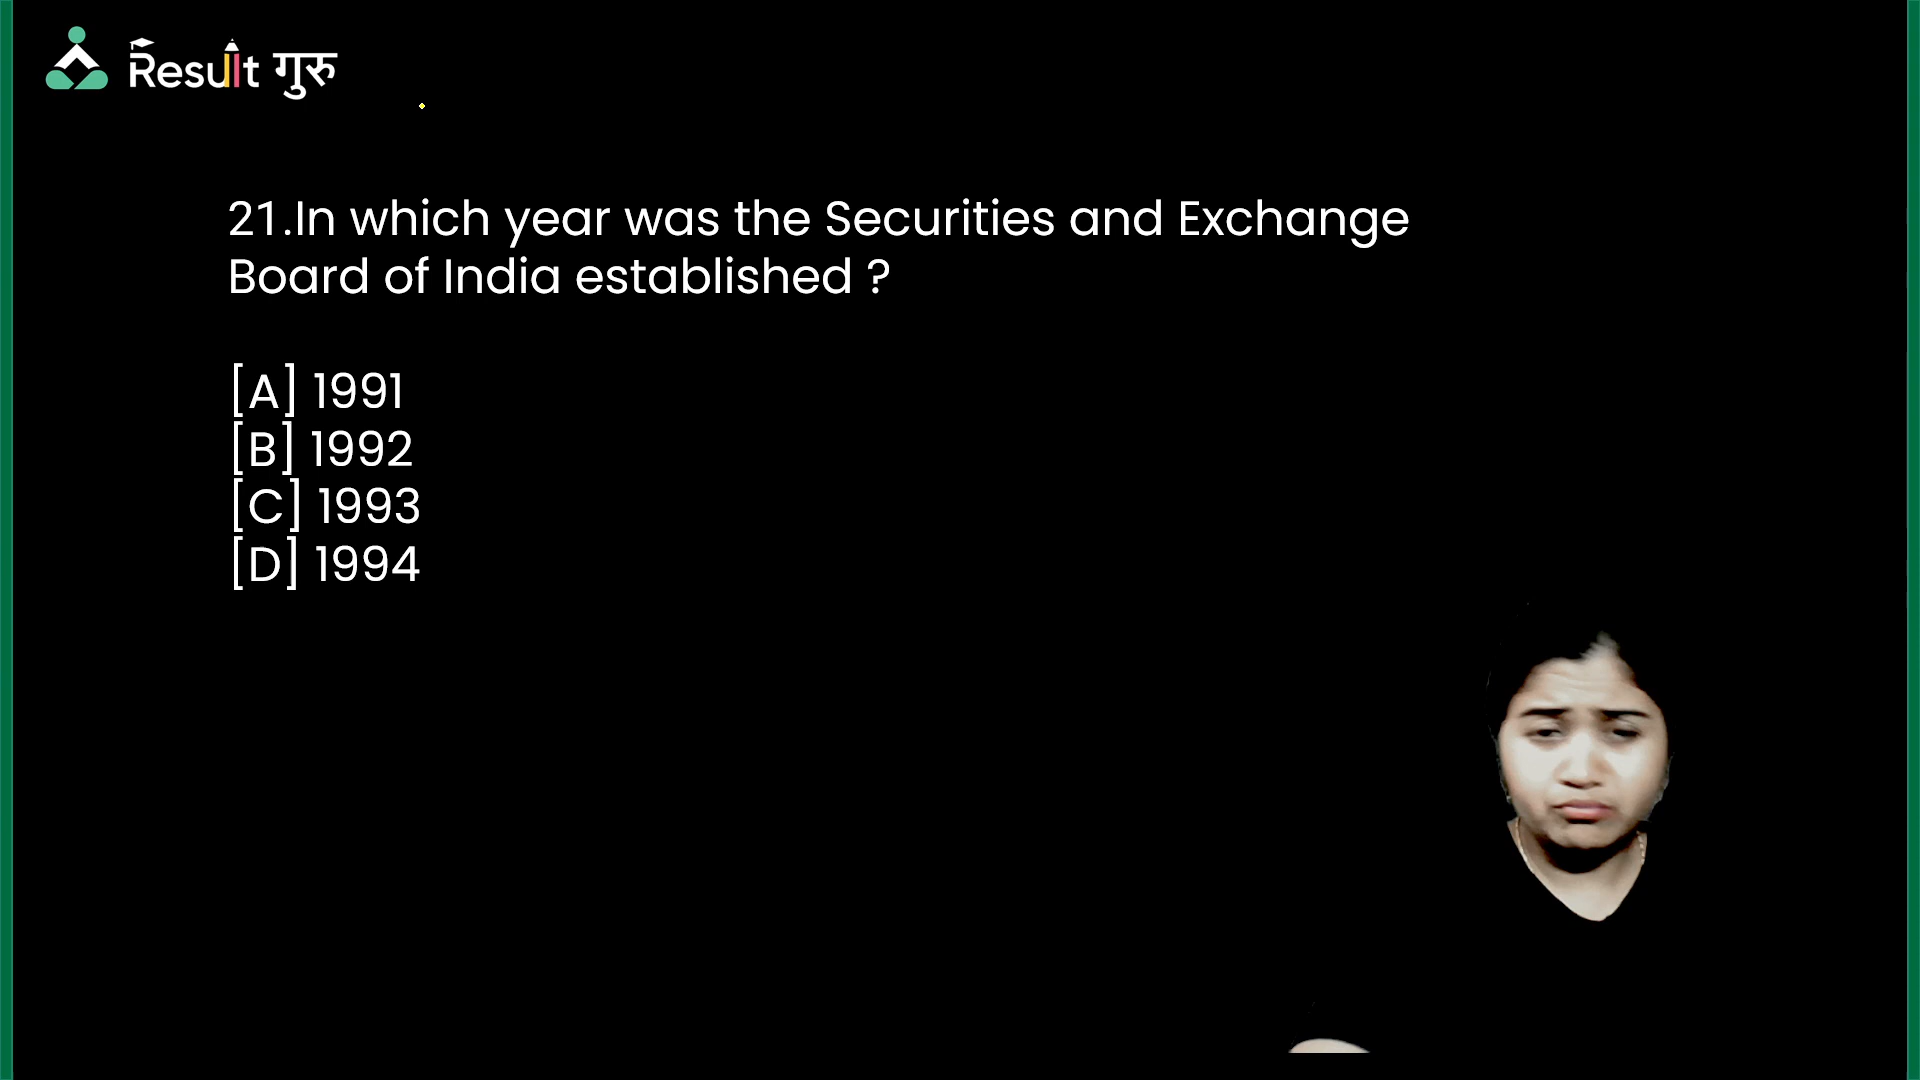 Result गुरु
21.In which year was the Securities and Exchange
Board of India established ?
[A] 1991
[B] 1992
[C] 1993
[D] 1994